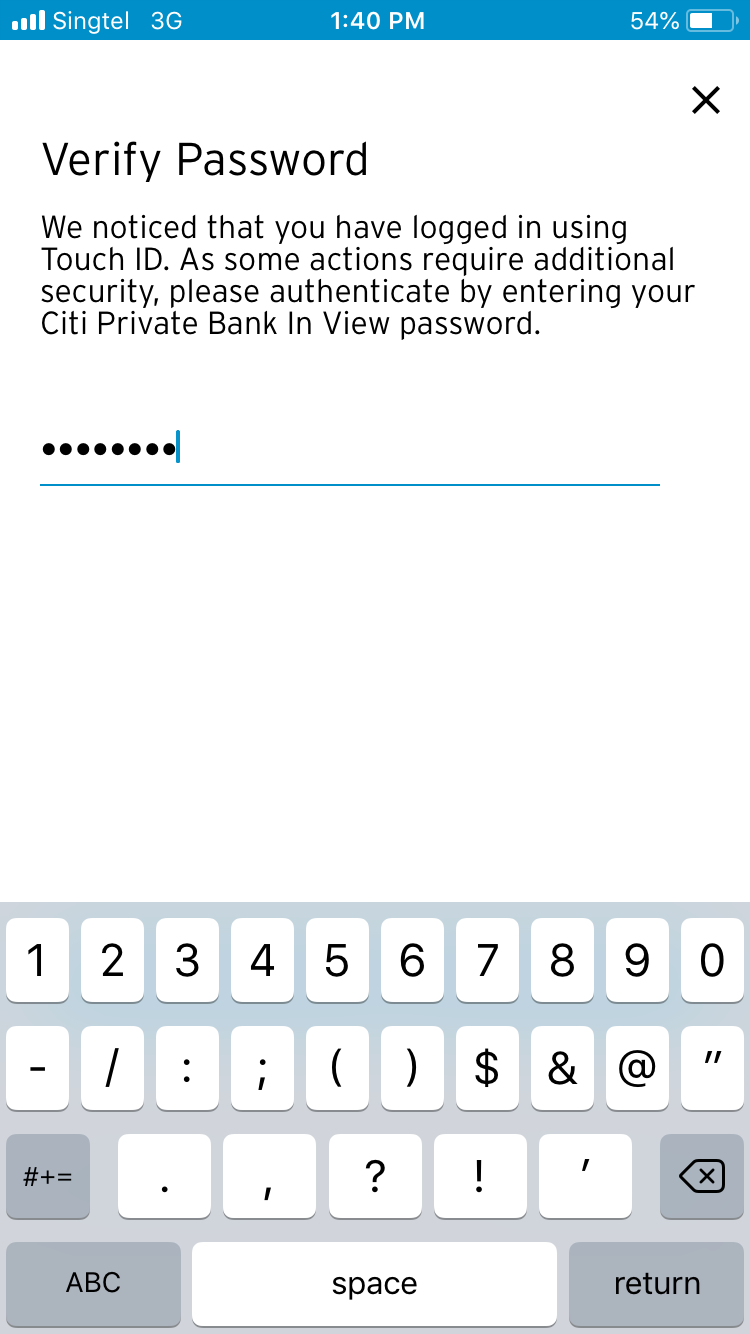 Singtel 3G 1:40 PM 54%
Verify Password
We noticed that you have logged in using
Touch ID. As some actions require additional
security, please authenticate by entering your
Citi Private Bank In View password.
••••••••
1 2 3 4 5 6 7 8 9 0
- / : ; ( ) $ & @ "
#+= . , ? ! '
ABC space return